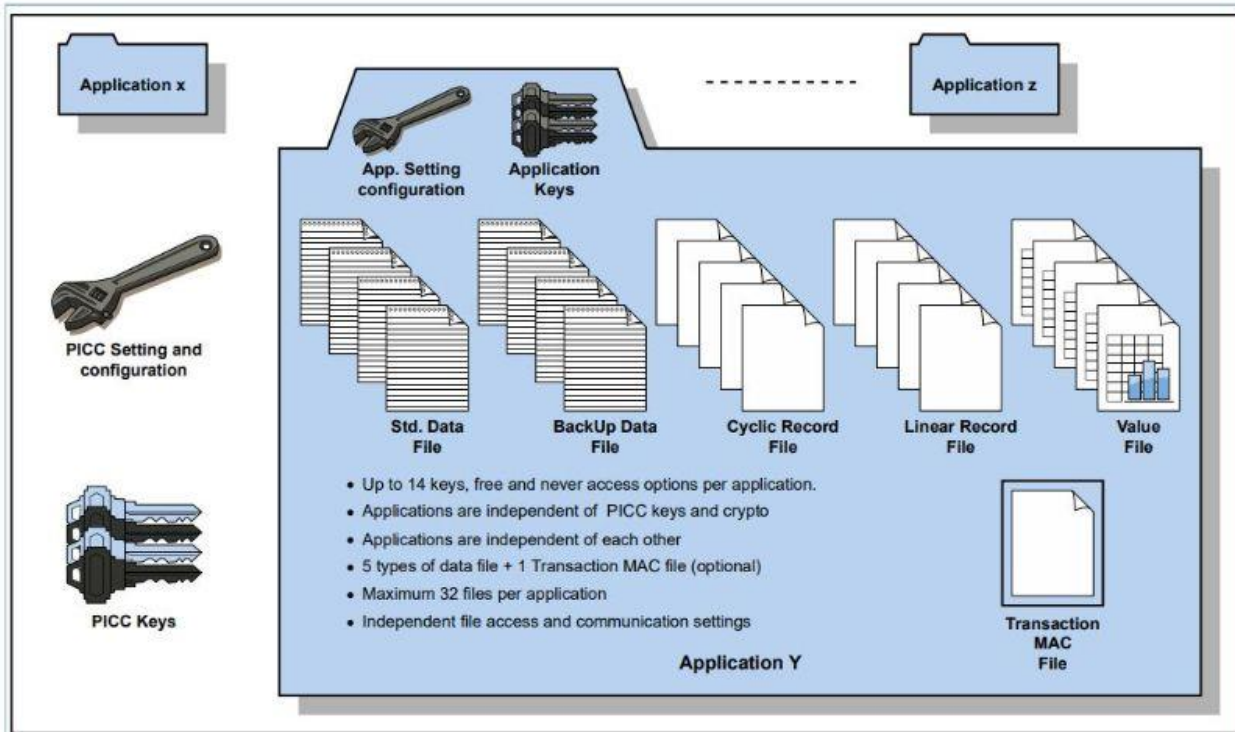 Application x
Application z
App. Setting
configuration
Application
Keys
PICC Setting and
configuration
Std. Data
File
BackUp Data
File
Cyclic Record
File
Linear Record
File
Value
File
• Up to 14 keys, free and never access options per application.
• Applications are independent of PICC keys and crypto
• Applications are independent of each other
• 5 types of data file + 1 Transaction MAC file (optional)
• Maximum 32 files per application
• Independent file access and communication settings
PICC Keys
Transaction
MAC
File
Application Y